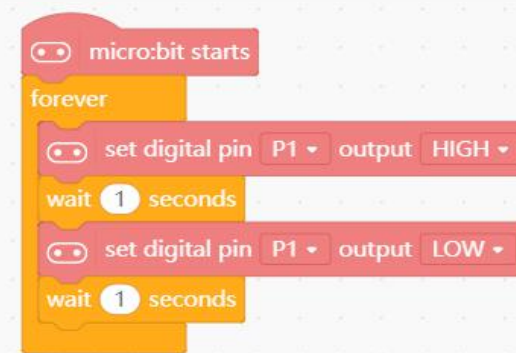 micro:bit starts
forever
set digital pin P1 output HIGH
wait 1 seconds
set digital pin P1 output LOW
wait 1 seconds